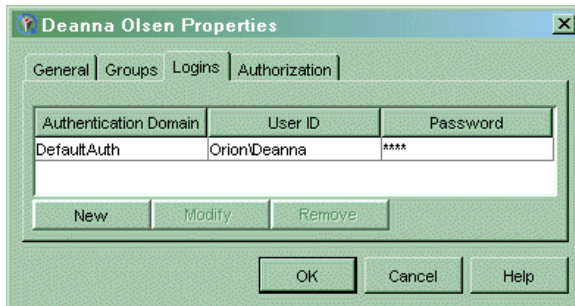 Deanna Olsen Properties
General Groups Logins Authorization
Authentication Domain User ID Password
DefaultAuth Orion\Deanna ****
New Modify Remove
OK Cancel Help